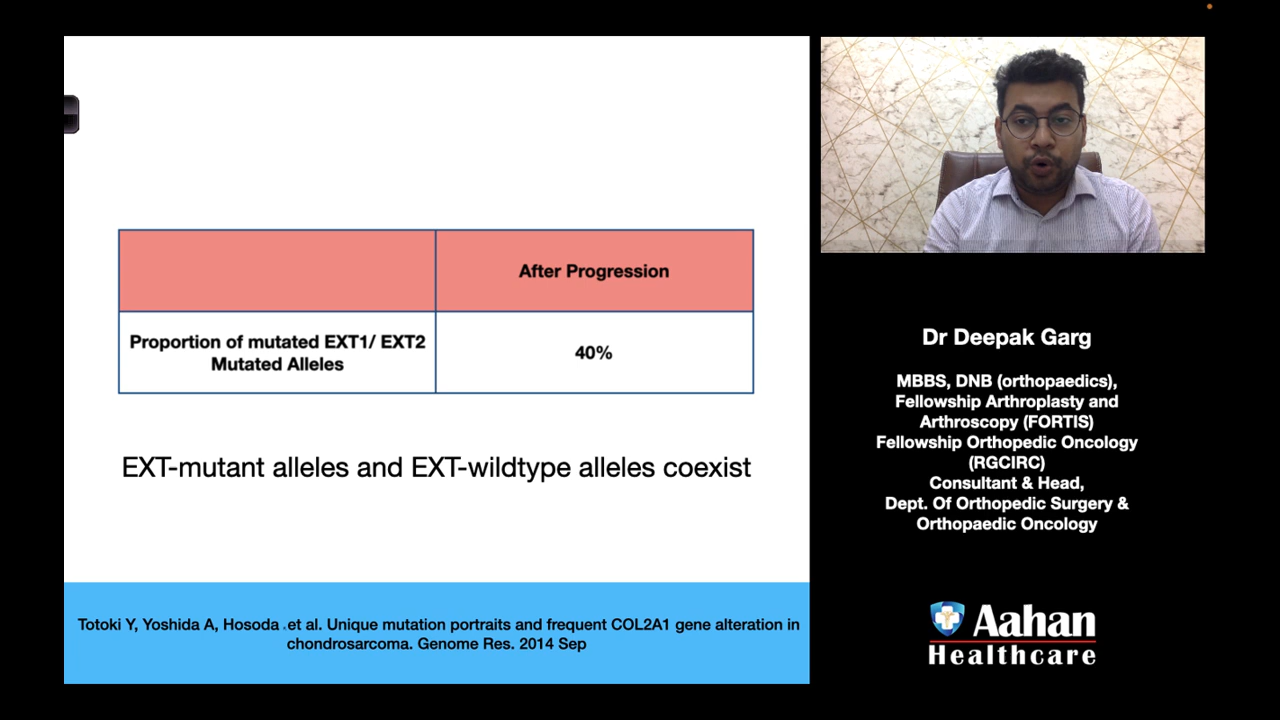 After Progression
Proportion of mutated EXT1/ EXT2
Mutated Alleles
40%
EXT-mutant alleles and EXT-wildtype alleles coexist
Totoki Y, Yoshida A, Hosoda .et al. Unique mutation portraits and frequent COL2A1 gene alteration in
chondrosarcoma. Genome Res. 2014 Sep
Dr Deepak Garg
MBBS, DNB (orthopaedics),
Fellowship Arthroplasty and
Arthroscopy (FORTIS)
Fellowship Orthopedic Oncology
(RGCIRC)
Consultant & Head,
Dept. Of Orthopedic Surgery &
Orthopaedic Oncology
Aahan
Healthcare